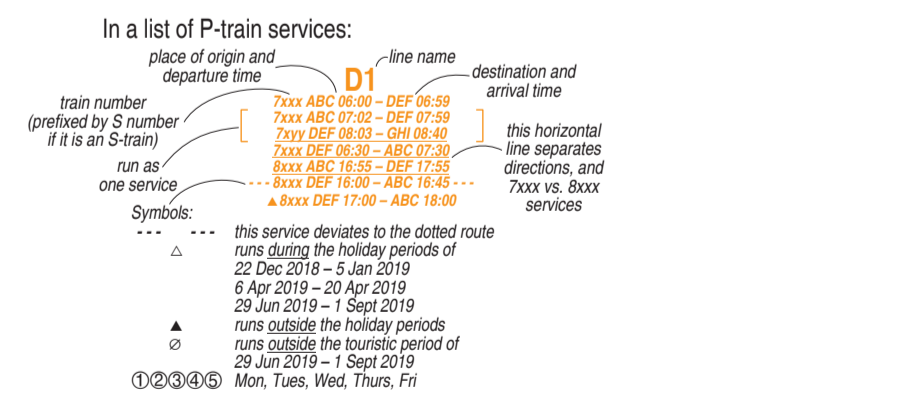 In a list of P-train services:
place of origin and
departure time
line name
D1
destination and
arrival time
train number
(prefixed by S number
if it is an S-train)
7xxx ABC 06:00 – DEF 06:59
7xxx ABC 07:02 – DEF 07:59
7xyy DEF 08:03 – GHI 08:40
7xxx DEF 06:30 – ABC 07:30
8xxx ABC 16:55 – DEF 17:55
--- 8xxx DEF 16:00 – ABC 16:45 ---
▲8xxx DEF 17:00 – ABC 18:00
run as
one service
this horizontal
line separates
directions, and
7xxx vs. 8xxx
services
Symbols:
--- --- this service deviates to the dotted route
△ runs during the holiday periods of
22 Dec 2018 – 5 Jan 2019
6 Apr 2019 – 20 Apr 2019
29 Jun 2019 – 1 Sept 2019
▲ runs outside the holiday periods
∅ runs outside the touristic period of
29 Jun 2019 – 1 Sept 2019
①②③④⑤ Mon, Tues, Wed, Thurs, Fri